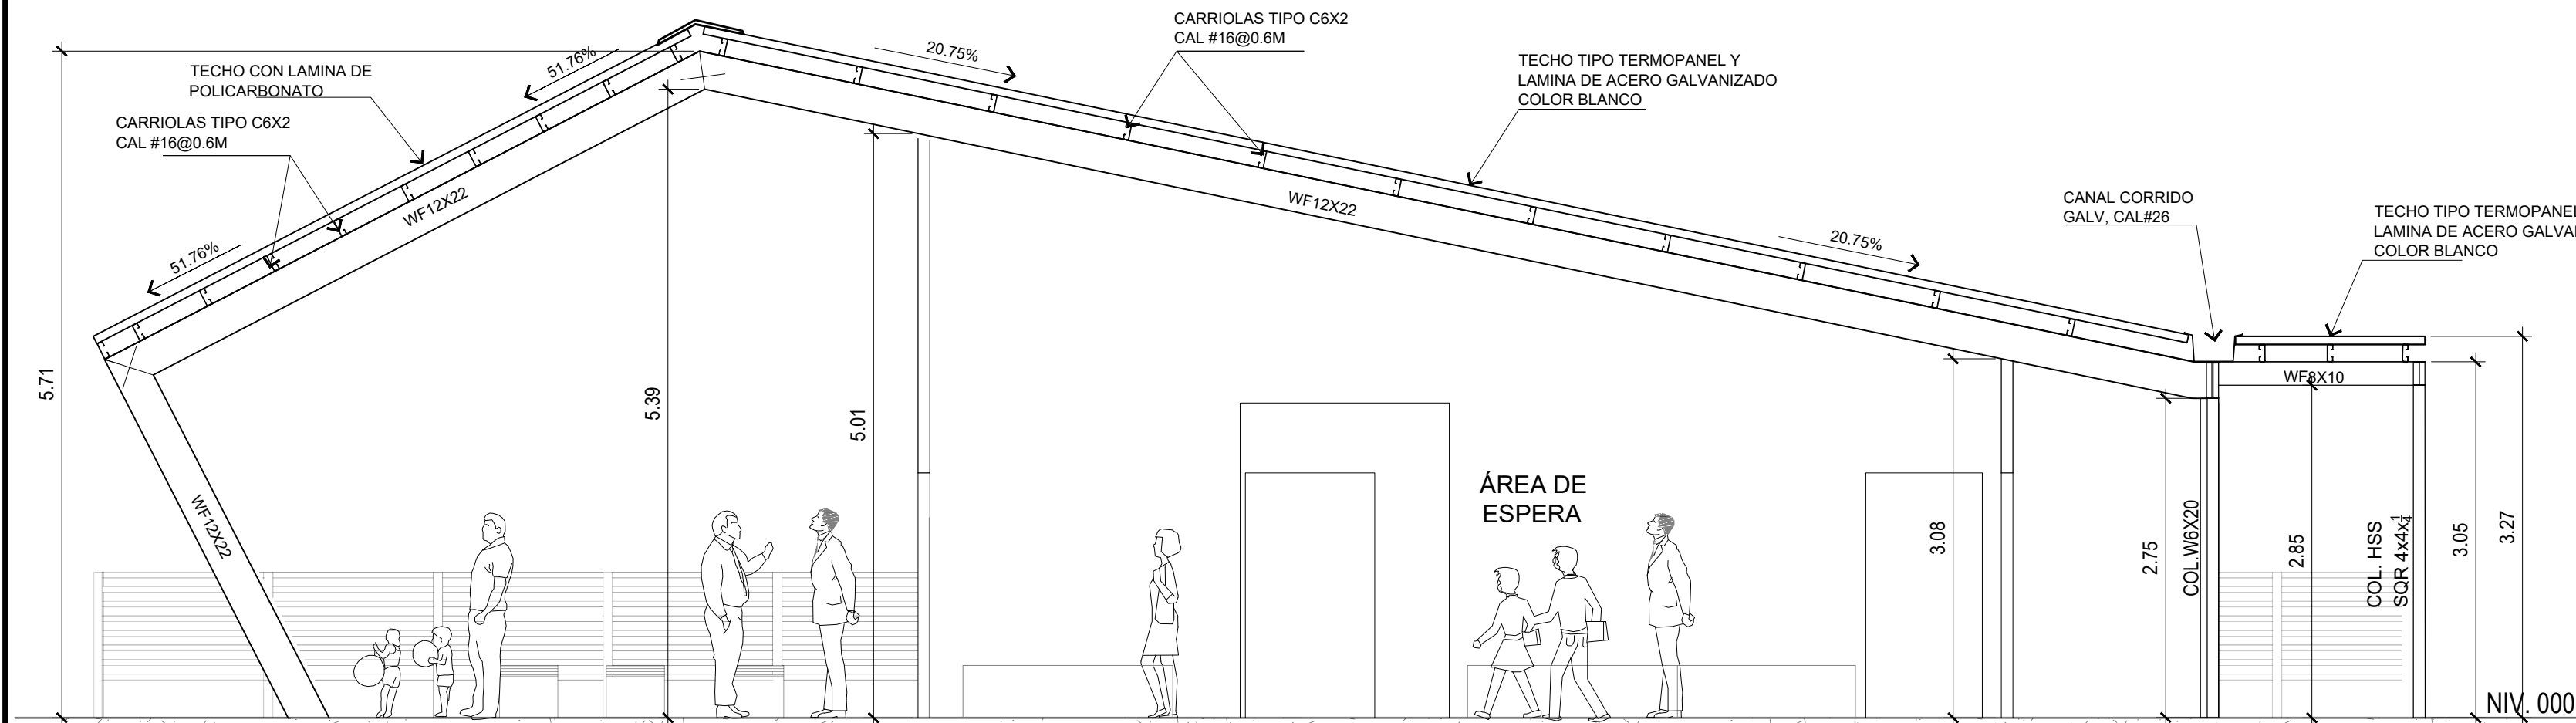 CARRIOLAS TIPO C6X2
CAL #16@0.6M
TECHO CON LAMINA DE
POLICARBONATO
CARRIOLAS TIPO C6X2
CAL #16@0.6M
51.76%
51.76%
20.75%
20.75%
TECHO TIPO TERMOPANEL Y
LAMINA DE ACERO GALVANIZADO
COLOR BLANCO
CANAL CORRIDO
GALV, CAL#26
TECHO TIPO TERMOPANEL
LAMINA DE ACERO GALVA
COLOR BLANCO
WF12X22
WF12X22
WF12X22
WF8X10
5.71
5.39
5.01
ÁREA DE
ESPERA
3.08
2.75
COL.W6X20
2.85
COL. HSS
SQR 4x4x1/4
3.05
3.27
NIV. 000